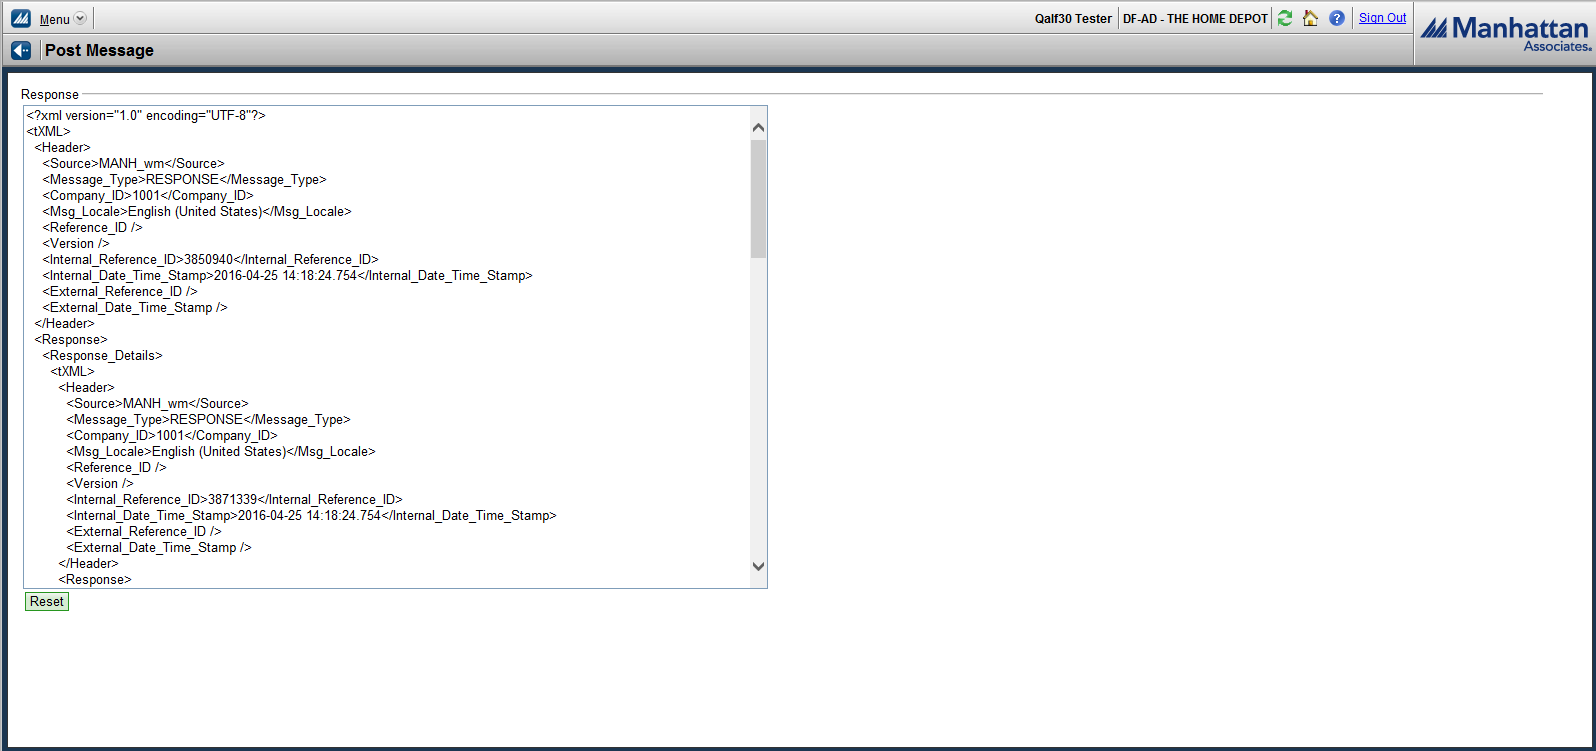 Menu
Qalf30 Tester
DF-AD - THE HOME DEPOT
Sign Out
Manhattan
Associates.
Post Message
Response
<?xml version="1.0" encoding="UTF-8"?>
<tXML>
<Header>
<Source>MANH_wm</Source>
<Message_Type>RESPONSE</Message_Type>
<Company_ID>1001</Company_ID>
<Msg_Locale>English (United States)</Msg_Locale>
<Reference_ID />
<Version />
<Internal_Reference_ID>3850940</Internal_Reference_ID>
<Internal_Date_Time_Stamp>2016-04-25 14:18:24.754</Internal_Date_Time_Stamp>
<External_Reference_ID />
<External_Date_Time_Stamp />
</Header>
<Response>
<Response_Details>
<tXML>
<Header>
<Source>MANH_wm</Source>
<Message_Type>RESPONSE</Message_Type>
<Company_ID>1001</Company_ID>
<Msg_Locale>English (United States)</Msg_Locale>
<Reference_ID />
<Version />
<Internal_Reference_ID>3871339</Internal_Reference_ID>
<Internal_Date_Time_Stamp>2016-04-25 14:18:24.754</Internal_Date_Time_Stamp>
<External_Reference_ID />
<External_Date_Time_Stamp />
</Header>
<Response>
Reset